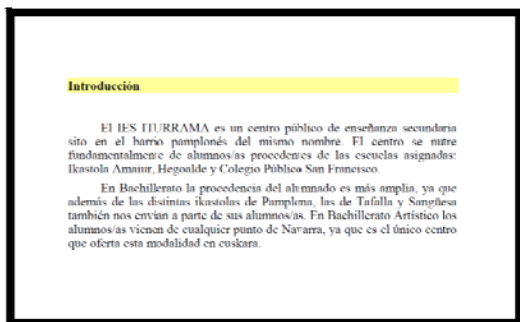 Introducción
El IES ITURRAMA es un centro público de enseñanza secundaria
sito en el barrio pamplonés del mismo nombre. El centro se nutre
fundamentalmente de alumnos/as procedentes de las escuelas asignadas:
Ikastola Amaiur, Hegoalde y Colegio Público San Francisco.
En Bachillerato la procedencia del alumnado es más amplia, ya que
además de las distintas ikastolas de Pamplona, las de Tafalla y Sangüesa
también nos envían a parte de sus alumnos/as. En Bachillerato Artístico los
alumnos/as vienen de cualquier punto de Navarra, ya que es el único centro
que oferta esta modalidad en euskara.